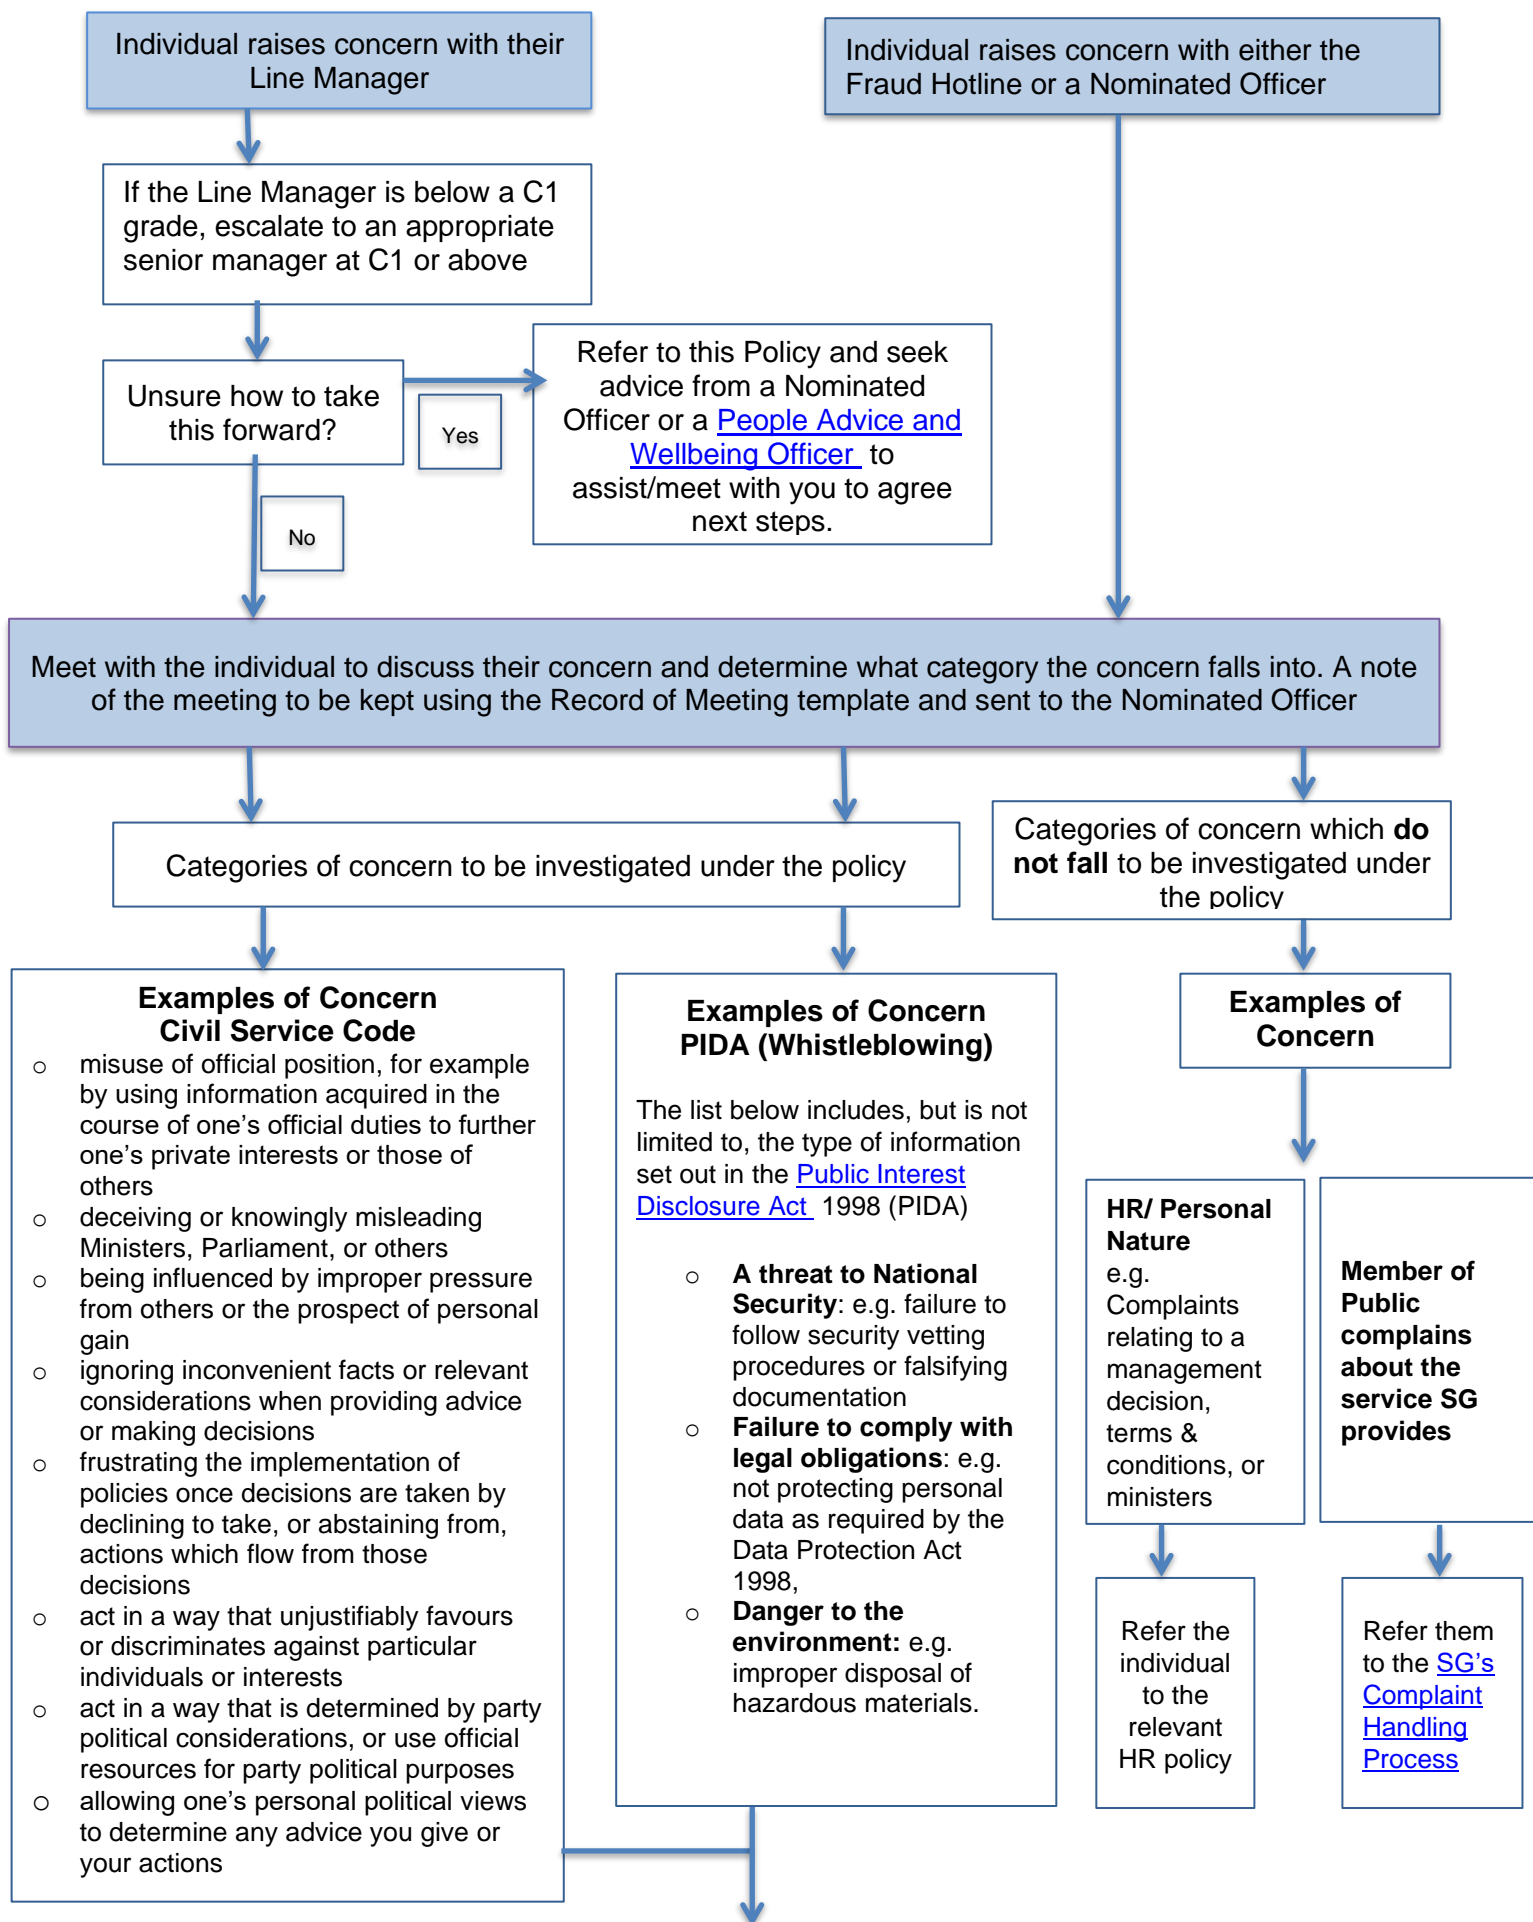 Individual raises concern with their
Line Manager
Individual raises concern with either the
Fraud Hotline or a Nominated Officer
If the Line Manager is below a C1
grade, escalate to an appropriate
senior manager at C1 or above
Unsure how to take
this forward?
Yes
Refer to this Policy and seek
advice from a Nominated
Officer or a People Advice and
Wellbeing Officer to
assist/meet with you to agree
next steps.
No
Meet with the individual to discuss their concern and determine what category the concern falls into. A note
of the meeting to be kept using the Record of Meeting template and sent to the Nominated Officer
Categories of concern to be investigated under the policy
Categories of concern which do
not fall to be investigated under
the policy
Examples of Concern
Civil Service Code
o misuse of official position, for example
by using information acquired in the
course of one’s official duties to further
one’s private interests or those of
others
o deceiving or knowingly misleading
Ministers, Parliament, or others
o being influenced by improper pressure
from others or the prospect of personal
gain
o ignoring inconvenient facts or relevant
considerations when providing advice
or making decisions
o frustrating the implementation of
policies once decisions are taken by
declining to take, or abstaining from,
actions which flow from those
decisions
o act in a way that unjustifiably favours
or discriminates against particular
individuals or interests
o act in a way that is determined by party
political considerations, or use official
resources for party political purposes
o allowing one’s personal political views
to determine any advice you give or
your actions
Examples of Concern
PIDA (Whistleblowing)
The list below includes, but is not
limited to, the type of information
set out in the Public Interest
Disclosure Act 1998 (PIDA)
o A threat to National
Security: e.g. failure to
follow security vetting
procedures or falsifying
documentation
o Failure to comply with
legal obligations: e.g.
not protecting personal
data as required by the
Data Protection Act
1998,
o Danger to the
environment: e.g.
improper disposal of
hazardous materials.
Examples of
Concern
HR/ Personal
Nature
e.g.
Complaints
relating to a
management
decision,
terms &
conditions, or
ministers
Member of
Public
complains
about the
service SG
provides
Refer the
individual
to the
relevant
HR policy
Refer them
to the SG’s
Complaint
Handling
Process